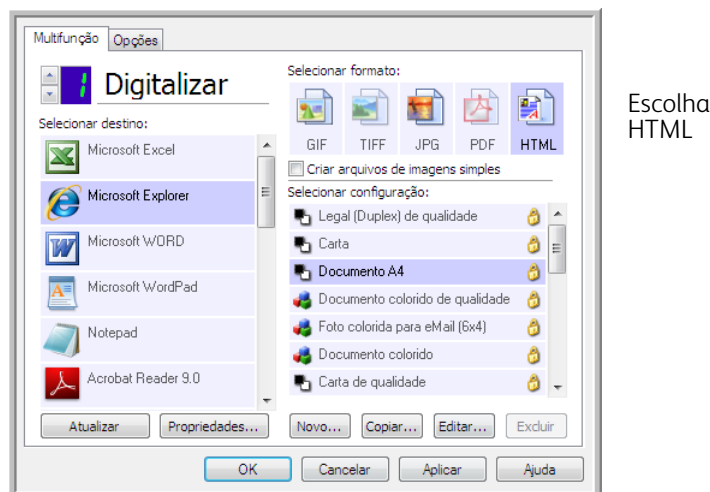 Multifunção Opções
1 Digitalizar
Selecionar destino:
Microsoft Excel
Microsoft Explorer
Microsoft WORD
Microsoft WordPad
Notepad
Acrobat Reader 9.0
Atualizar Propriedades...
Selecionar formato:
GIF TIFF JPG PDF HTML
Criar arquivos de imagens simples
Selecionar configuração:
Legal (Duplex) de qualidade
Carta
Documento A4
Documento colorido de qualidade
Foto colorida para eMail (6x4)
Documento colorido
Carta de qualidade
Novo... Copiar... Editar... Excluir
OK Cancelar Aplicar Ajuda
Escolha
HTML